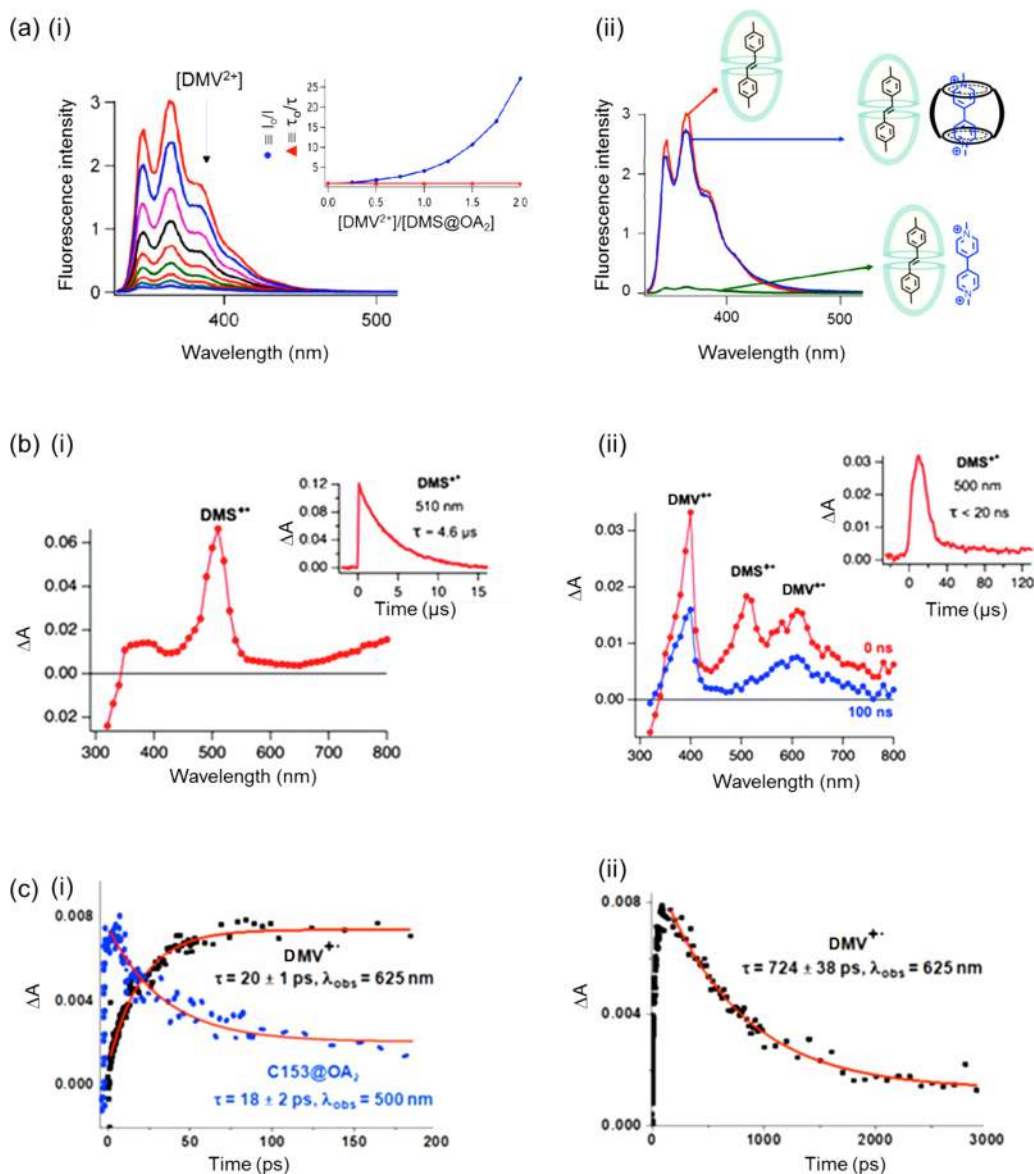 (a) (i)
[DMV2+]
Fluorescence intensity
3
2
1
0
400
500
Wavelength (nm)
● ≡ I₀/I
▲ ≡ τ₀/τ
25
20
15
10
5
0.0 0.5 1.0 1.5 2.0
[DMV²⁺]/[DMS@OA₂]
(ii)
Fluorescence intensity
3
2
1
0
400
500
Wavelength (nm)
(b) (i)
DMS•+
ΔA
0.06
0.04
0.02
0.00
0.02
300 400 500 600 700 800
Wavelength (nm)
ΔA
0.12
0.08
0.04
0.00
DMS•+
510 nm
τ = 4.6 μs
0 5 10 15
Time (μs)
(ii)
DMV+•
DMS•+
DMV+•
ΔA
0.03
0.02
0.01
0.00
0 ns
100 ns
300 400 500 600 700 800
Wavelength (nm)
ΔA
0.03
0.02
0.01
0.00
DMS•+
500 nm
τ < 20 ns
0 40 80 120
Time (μs)
(c) (i)
ΔA
0.008
0.004
0.000
DMV+·
τ = 20 ± 1 ps, λobs = 625 nm
C153@OA₂
τ = 18 ± 2 ps, λobs = 500 nm
0 50 100 150 200
Time (ps)
(ii)
ΔA
0.008
0.004
0.000
DMV+·
τ = 724 ± 38 ps, λobs = 625 nm
0 1000 2000 3000
Time (ps)